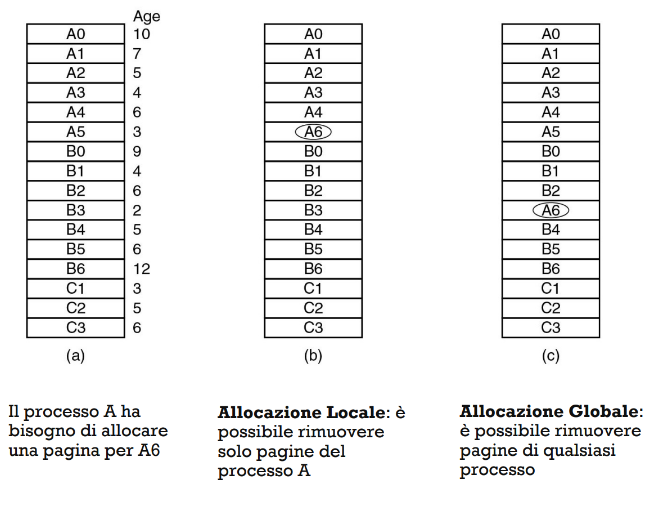 Age
A0 10
A1 7
A2 5
A3 4
A4 6
A5 3
B0 9
B1 4
B2 6
B3 2
B4 5
B5 6
B6 12
C1 3
C2 5
C3 6
(a)
A0
A1
A2
A3
A4
A6
B0
B1
B2
B3
B4
B5
B6
C1
C2
C3
(b)
A0
A1
A2
A3
A4
A5
B0
B1
B2
A6
B4
B5
B6
C1
C2
C3
(c)
Il processo A ha
bisogno di allocare
una pagina per A6
Allocazione Locale: è
possibile rimuovere
solo pagine del
processo A
Allocazione Globale:
è possibile rimuovere
pagine di qualsiasi
processo